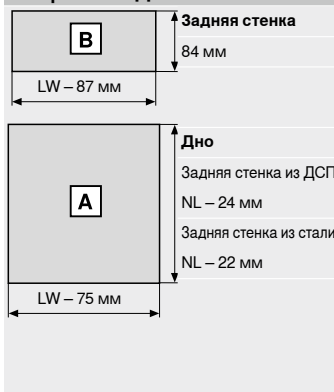 B
Задняя стенка
84 мм
LW – 87 мм
A
Дно
Задняя стенка из ДСП
NL – 24 мм
Задняя стенка из стали
NL – 22 мм
LW – 75 мм